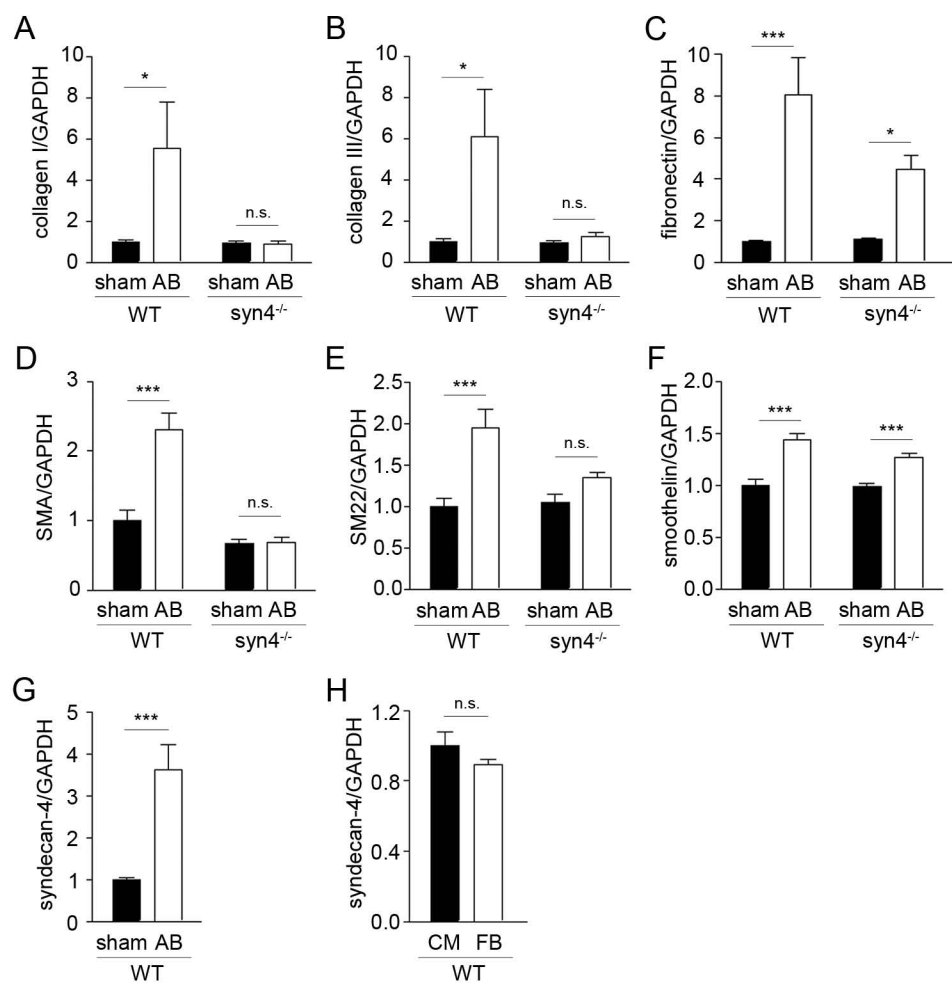 A
collagen I/GAPDH
10
8
6
4
2
0
*
n.s.
sham AB
sham AB
WT
syn4-/-
B
collagen III/GAPDH
10
8
6
4
2
0
*
n.s.
sham AB
sham AB
WT
syn4-/-
C
fibronectin/GAPDH
10
8
6
4
2
0
***
*
sham AB
sham AB
WT
syn4-/-
D
SMA/GAPDH
3
2
1
0
***
n.s.
sham AB
sham AB
WT
syn4-/-
E
SM22/GAPDH
2.5
2.0
1.5
1.0
0.5
0
***
n.s.
sham AB
sham AB
WT
syn4-/-
F
smoothelin/GAPDH
2.0
1.5
1.0
0.5
0.0
***
***
sham AB
sham AB
WT
syn4-/-
G
syndecan-4/GAPDH
5
4
3
2
1
0
***
sham AB
WT
H
syndecan-4/GAPDH
1.2
0.8
0.4
0.0
n.s.
CM FB
WT